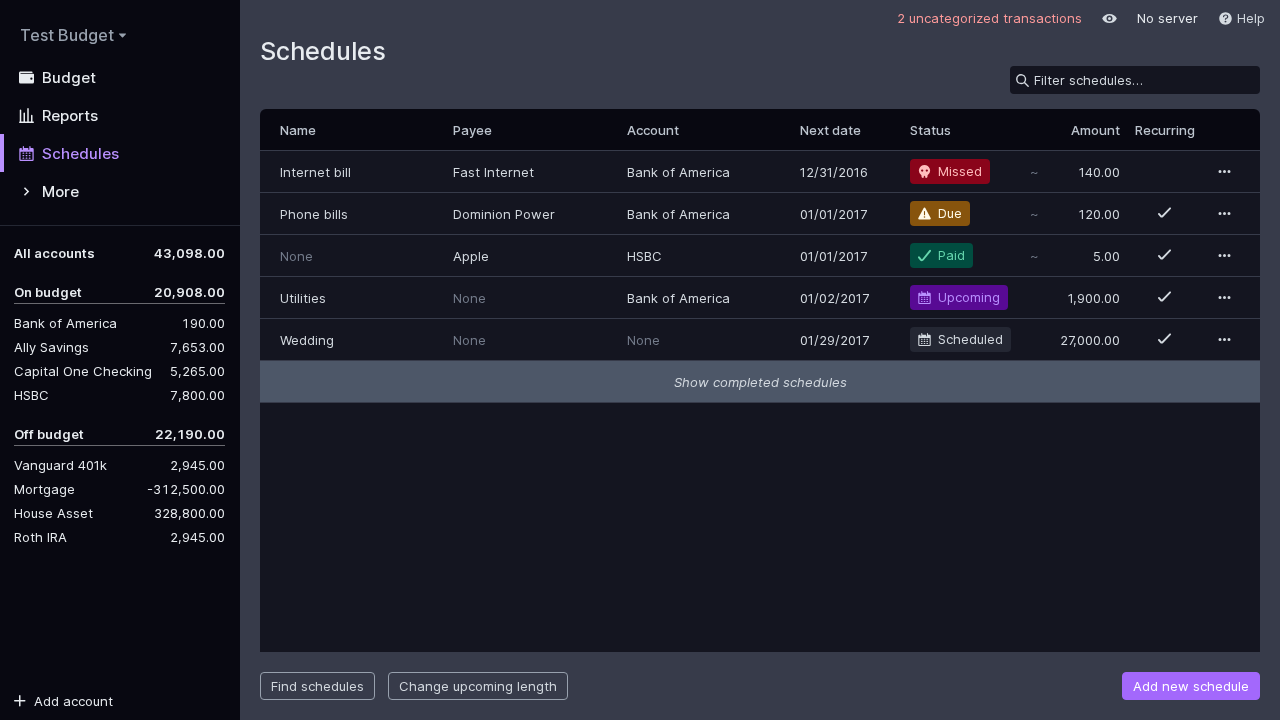 Test Budget
Budget
Reports
Schedules
More
All accounts 43,098.00
On budget 20,908.00
Bank of America 190.00
Ally Savings 7,653.00
Capital One Checking 5,265.00
HSBC 7,800.00
Off budget 22,190.00
Vanguard 401k 2,945.00
Mortgage -312,500.00
House Asset 328,800.00
Roth IRA 2,945.00
Add account
2 uncategorized transactions No server Help
Schedules
Filter schedules...
Name Payee Account Next date Status Amount Recurring
Internet bill Fast Internet Bank of America 12/31/2016 Missed ~ 140.00
Phone bills Dominion Power Bank of America 01/01/2017 Due ~ 120.00
None Apple HSBC 01/01/2017 Paid ~ 5.00
Utilities None Bank of America 01/02/2017 Upcoming 1,900.00
Wedding None None 01/29/2017 Scheduled 27,000.00
Show completed schedules
Find schedules Change upcoming length Add new schedule